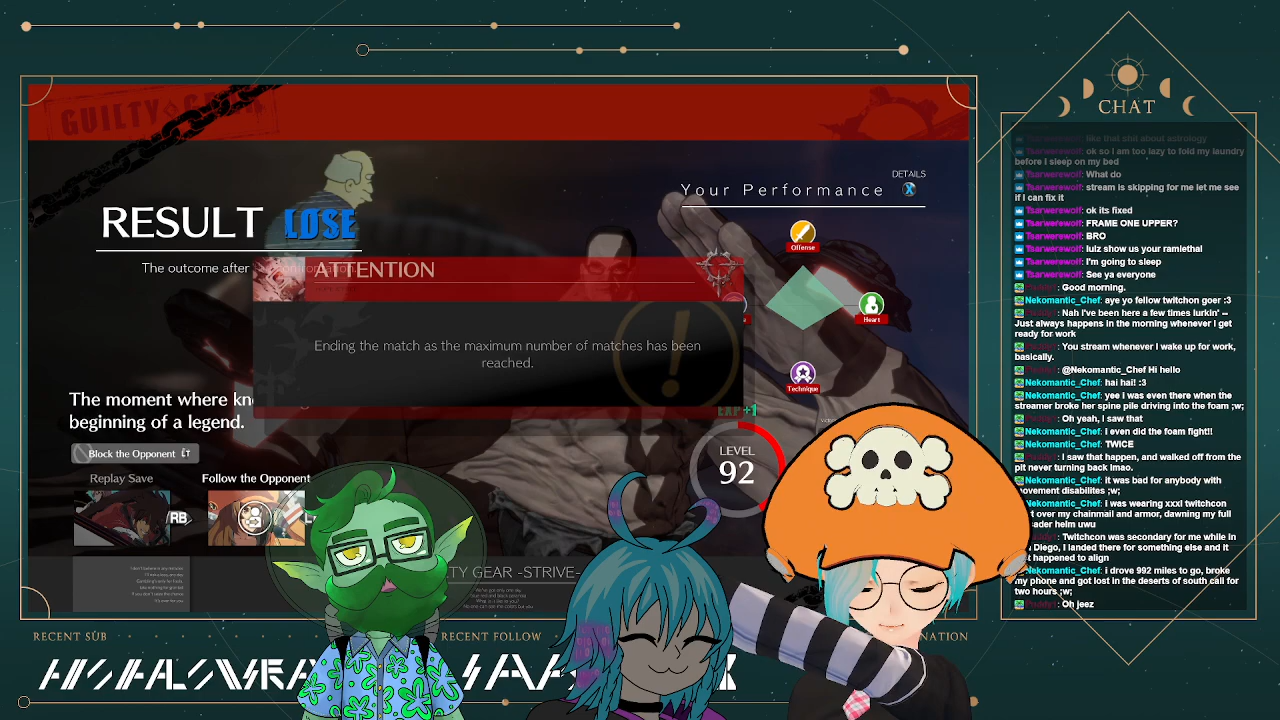 GUILTY GEAR
RESULT LOSE
DETAILS
Your Performance
Offense
Heart
Technique
The outcome after
ATTENTION
Ending the match as the maximum number of matches has been
reached.
The moment where
beginning of a legend.
Block the Opponent LT
Replay Save
RB
Follow the Opponent
EXP +1
LEVEL
92
TY GEAR -STRIVE-
RECENT SUB
RECENT FOLLOW
NATION
CHAT
like that shit about astrology
Tsarwerewolf: ok so I am too lazy to fold my laundry
before I sleep on my bed
Tsarwerewolf: What do
Tsarwerewolf: stream is skipping for me let me see
if I can fix it
Tsarwerewolf: ok its fixed
Tsarwerewolf: FRAME ONE UPPER?
Tsarwerewolf: BRO
Tsarwerewolf: luiz show us your ramlethal
Tsarwerewolf: I'm going to sleep
Tsarwerewolf: See ya everyone
: Good morning.
Nekomantic_Chef: aye yo fellow twitchon goer :3
: Nah I've been here a few times lurkin' --
Just always happens in the morning whenever I get
ready for work
: You stream whenever I wake up for work,
basically.
: @Nekomantic_Chef Hi hello
Nekomantic_Chef: hai hai! :3
Nekomantic_Chef: yee I was even there when the
streamer broke her spine pile driving into the foam ;w;
: Oh yeah, I saw that
Nekomantic_Chef: I even did the foam fight!!
Nekomantic_Chef: TWICE
: I saw that happen, and walked off from the
pit never turning back lmao.
Nekomantic_Chef: it was bad for anybody with
movement disabilites ;w;
Nekomantic_Chef: I was wearing xxxl twitchcon
over my chainmail and armor, dawning my full
helm uwu
: Twitchcon was secondary for me while in
Diego, I landed there for something else and it
happened to align
Nekomantic_Chef: i drove 992 miles to go, broke
my phone and got lost in the deserts of south cali for
two hours ;w;
: Oh jeez